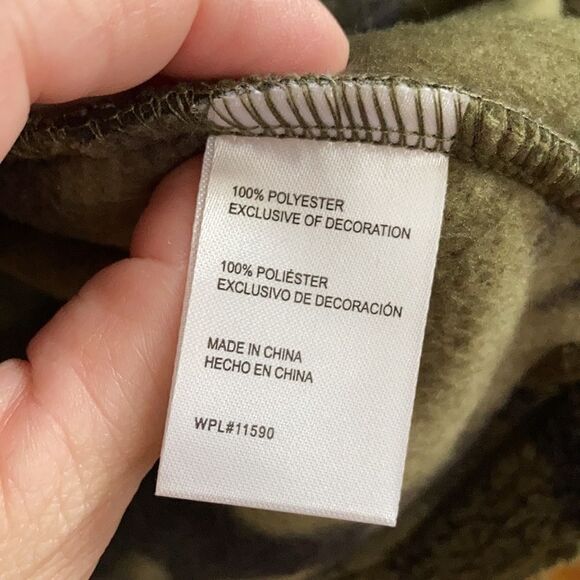 100% POLYESTER
EXCLUSIVE OF DECORATION
100% POLIÉSTER
EXCLUSIVO DE DECORACIÓN
MADE IN CHINA
HECHO EN CHINA
WPL#11590